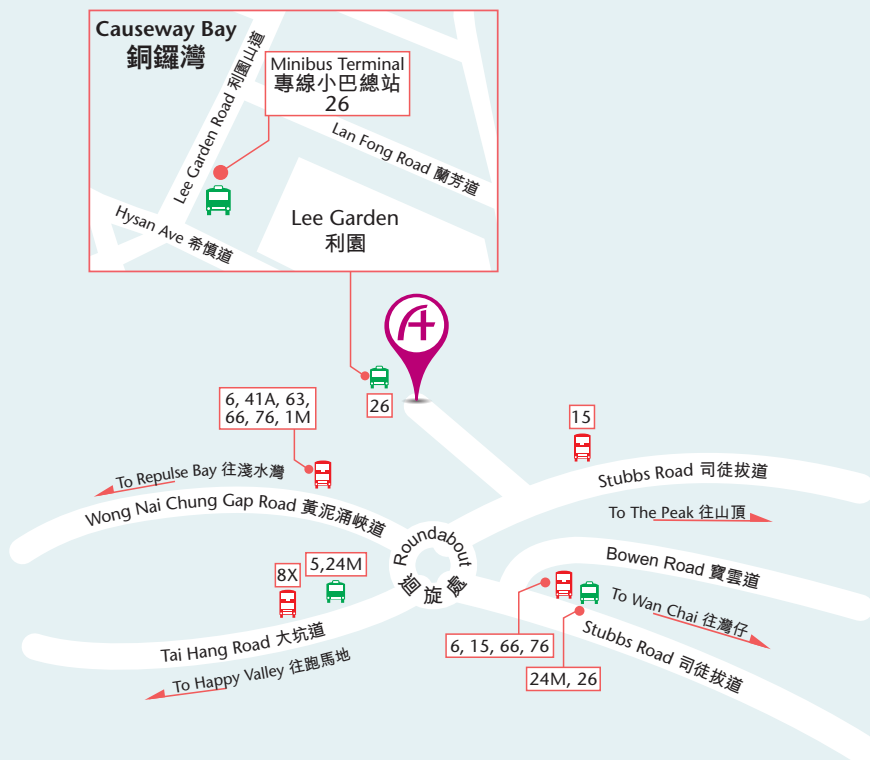 Causeway Bay
銅鑼灣
Minibus Terminal
專線小巴總站
26
Lee Garden Road 利園山道
Lan Fong Road 蘭芳道
Lee Garden
利園
Hysan Ave 希慎道
26
6, 41A, 63,
66, 76, 1M
15
To Repulse Bay 往淺水灣
Wong Nai Chung Gap Road 黃泥涌峽道
Stubbs Road 司徒拔道
To The Peak 往山頂
Roundabout
迴旋處
Bowen Road 寶雲道
8X
5,24M
To Wan Chai 往灣仔
Tai Hang Road 大坑道
To Happy Valley 往跑馬地
6, 15, 66, 76
24M, 26
Stubbs Road 司徒拔道